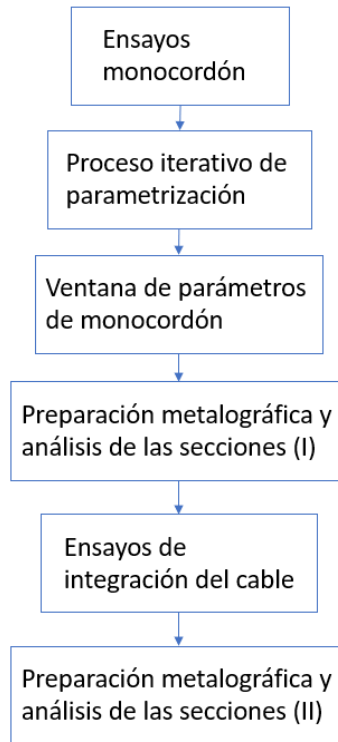 Ensayos
monocordón
Proceso iterativo de
parametrización
Ventana de parámetros
de monocordón
Preparación metalográfica y
análisis de las secciones (I)
Ensayos de
integración del cable
Preparación metalográfica y
análisis de las secciones (II)